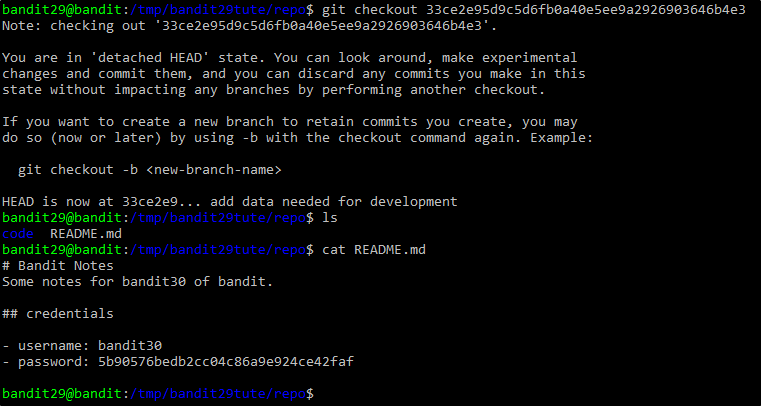 bandit29@bandit:/tmp/bandit29tute/repo$ git checkout 33ce2e95d9c5d6fb0a40e5ee9a2926903646b4e3
Note: checking out '33ce2e95d9c5d6fb0a40e5ee9a2926903646b4e3'.
You are in 'detached HEAD' state. You can look around, make experimental
changes and commit them, and you can discard any commits you make in this
state without impacting any branches by performing another checkout.
If you want to create a new branch to retain commits you create, you may
do so (now or later) by using -b with the checkout command again. Example:
git checkout -b <new-branch-name>
HEAD is now at 33ce2e9... add data needed for development
bandit29@bandit:/tmp/bandit29tute/repo$ ls
code  README.md
bandit29@bandit:/tmp/bandit29tute/repo$ cat README.md
# Bandit Notes
Some notes for bandit30 of bandit.
## credentials
- username: bandit30
- password: 5b90576bedb2cc04c86a9e924ce42faf
bandit29@bandit:/tmp/bandit29tute/repo$